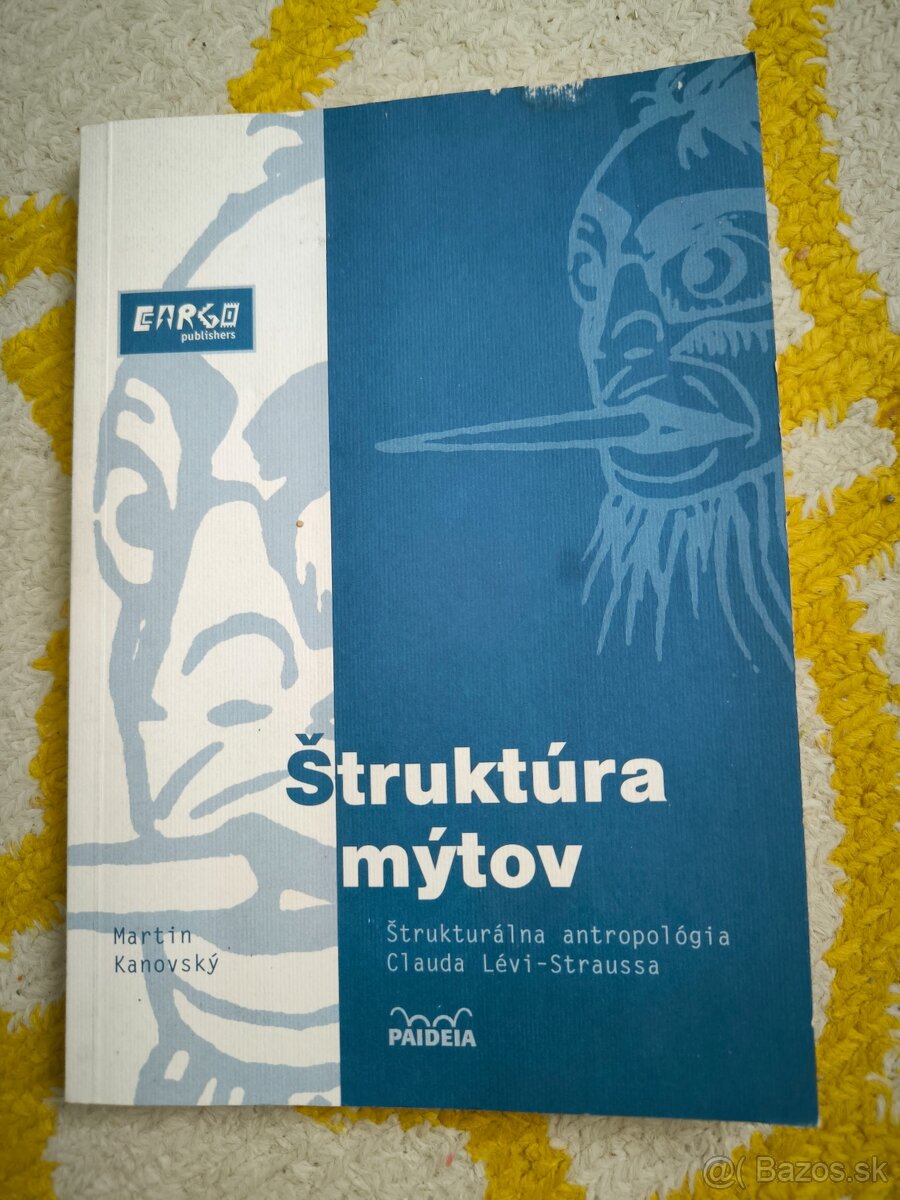 CARGO
publishers
Štruktúra
mýtov
Martin
Kanovský
Štrukturálna antropológia
Clauda Lévi-Straussa
PAIDEIA
@( Bazos.sk